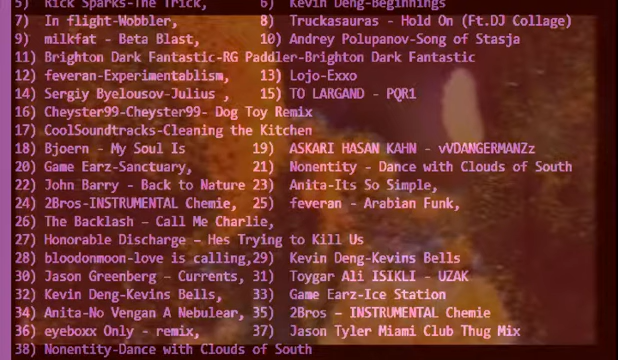 5) Rick Sparks-The Trick, 6) Kevin Deng-Beginnings
7) In flight-Wobbler, 8) Truckasauras - Hold On (Ft.DJ Collage)
9) milkfat - Beta Blast, 10) Andrey Polupanov-Song of Stasja
11) Brighton Dark Fantastic-RG Paddler-Brighton Dark Fantastic
12) feveran-Experimentablism, 13) Lojo-Exxo
14) Sergiy Byelousov-Julius , 15) TO LARGAND - PQR1
16) Cheyster99-Cheyster99- Dog Toy Remix
17) CoolSoundtracks-Cleaning the Kitchen
18) Bjoern - My Soul Is 19) ASKARI HASAN KAHN - vVDANGERMANZz
20) Game Earz-Sanctuary, 21) Nonentity - Dance with Clouds of South
22) John Barry - Back to Nature 23) Anita-Its So Simple,
24) 2Bros-INSTRUMENTAL Chemie, 25) feveran - Arabian Funk,
26) The Backlash – Call Me Charlie,
27) Honorable Discharge – Hes Trying to Kill Us
28) bloodonmoon-love is calling,29) Kevin Deng-Kevins Bells
30) Jason Greenberg – Currents, 31) Toygar Ali ISIKLI - UZAK
32) Kevin Deng-Kevins Bells, 33) Game Earz-Ice Station
34) Anita-No Vengan A Nebulear, 35) 2Bros – INSTRUMENTAL Chemie
36) eyeboxx Only - remix, 37) Jason Tyler Miami Club Thug Mix
38) Nonentity-Dance with Clouds of South